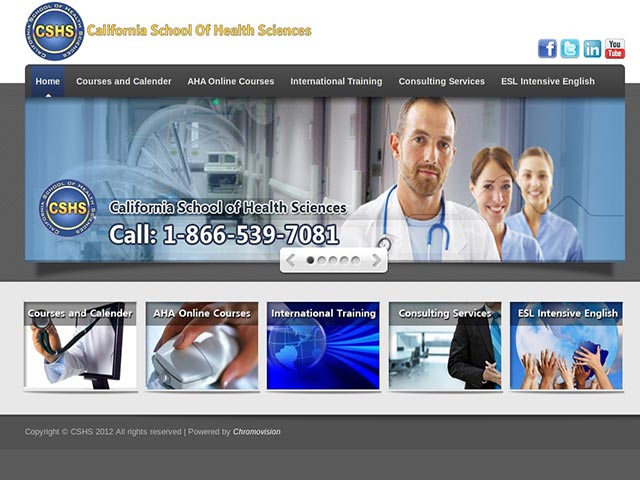 CSHS
CALIFORNIA SCHOOL OF HEALTH SCIENCES
California School Of Health Sciences
You
Tube
Home
Courses and Calender
AHA Online Courses
International Training
Consulting Services
ESL Intensive English
CSHS
CALIFORNIA SCHOOL OF HEALTH SCIENCES
California School of Health Sciences
Call: 1-866-539-7081
Courses and Calender
AHA Online Courses
International Training
Consulting Services
ESL Intensive English
Copyright © CSHS 2012 All rights reserved | Powered by Chromovision